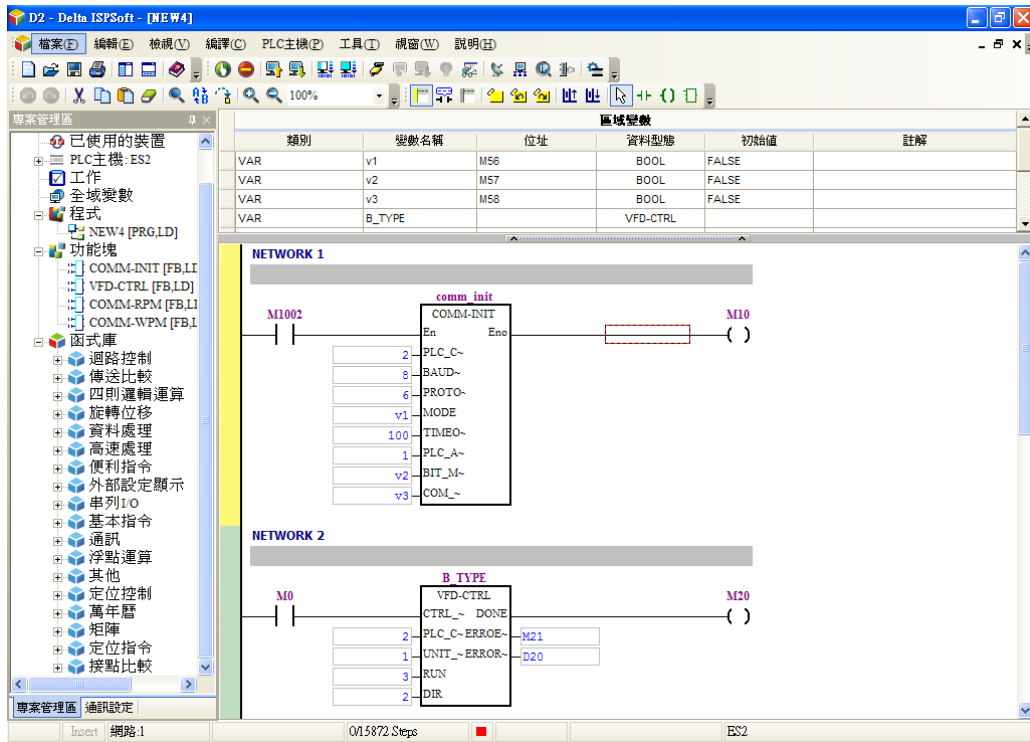 D2 - Delta ISPSoft - [NEW4]
檔案(F) 編輯(E) 檢視(V) 編譯(C) PLC主機(P) 工具(I) 視窗(W) 說明(H)
100%
專案管理區
已使用的裝置
PLC主機: ES2
工作
全域變數
程式
NEW4 [PRG,LD]
功能塊
COMM-INIT [FB,LI
VFD-CTRL [FB,LD]
COMM-RPM [FB,LI
COMM-WPM [FB,L
函式庫
迴路控制
傳送比較
四則邏輯運算
旋轉位移
資料處理
高速處理
便利指令
外部設定顯示
串列I/O
基本指令
通訊
浮點運算
其他
定位控制
萬年曆
矩陣
定位指令
接點比較
專案管理區 通訊設定
區域變數
類別 變數名稱 位址 資料型態 初始值 註解
VAR v1 M56 BOOL FALSE
VAR v2 M57 BOOL FALSE
VAR v3 M58 BOOL FALSE
VAR B_TYPE VFD-CTRL
NETWORK 1
comm_init
M1002 COMM-INIT M10
En Eno
2 PLC_C~
8 BAUD~
6 PROTO~
v1 MODE
100 TIMEO~
1 PLC_A~
v2 BIT_M~
v3 COM_~
NETWORK 2
B_TYPE
M0 VFD-CTRL M20
CTRL_~ DONE
2 PLC_C~ ERROE~ M21
1 UNIT_~ ERROR~ D20
3 RUN
2 DIR
Insert 網路:1 0/15872 Steps ES2